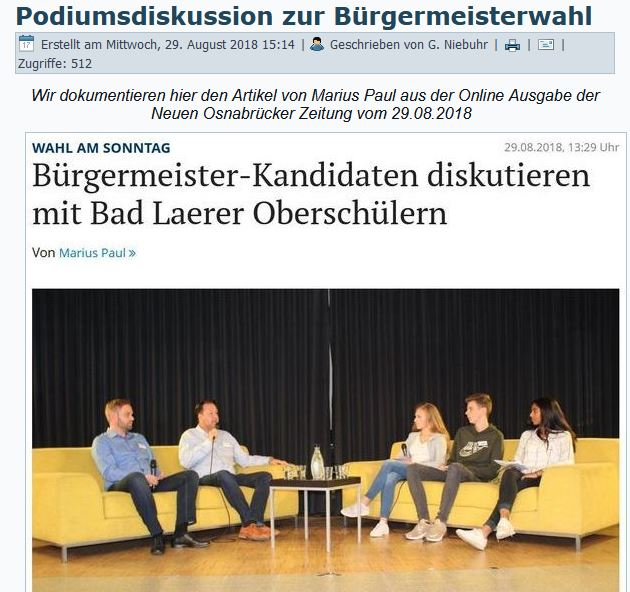 Podiumsdiskussion zur Bürgermeisterwahl
17 Erstellt am Mittwoch, 29. August 2018 15:14 | Geschrieben von G. Niebuhr | | |
Zugriffe: 512
Wir dokumentieren hier den Artikel von Marius Paul aus der Online Ausgabe der
Neuen Osnabrücker Zeitung vom 29.08.2018
WAHL AM SONNTAG 29.08.2018, 13:29 Uhr
Bürgermeister-Kandidaten diskutieren
mit Bad Laerer Oberschülern
Von Marius Paul »